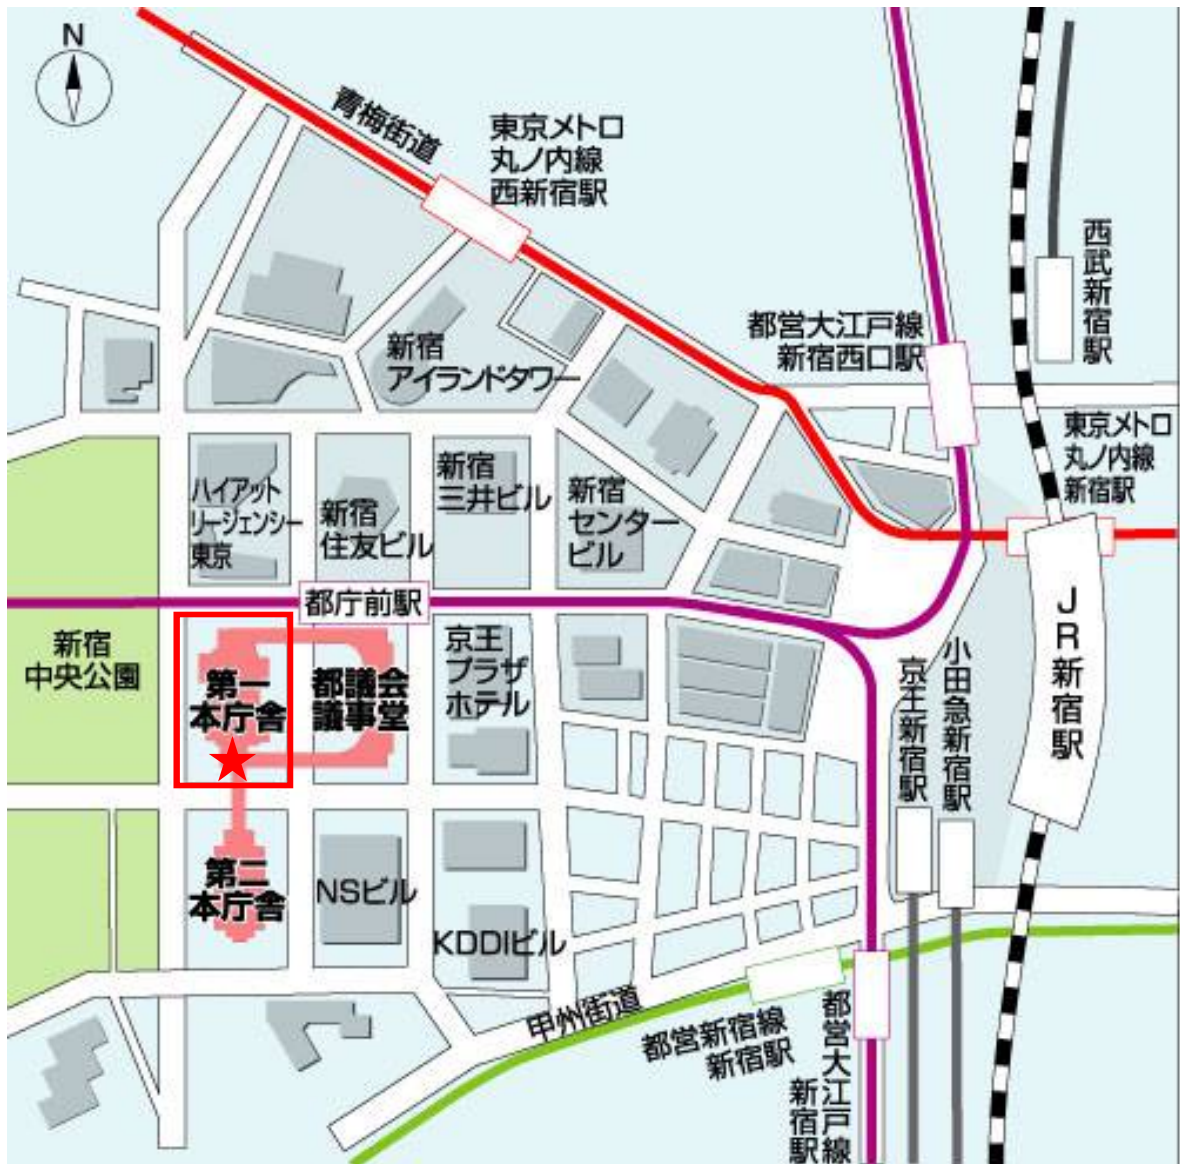 N
青梅街道
東京メトロ
丸ノ内線
西新宿駅
西武新宿駅
都営大江戸線
新宿西口駅
新宿
アイランドタワー
東京メトロ
丸ノ内線
新宿駅
ハイアット
リージェンシー
東京
新宿
住友ビル
新宿
三井ビル
新宿
センター
ビル
都庁前駅
新宿
中央公園
第一
本庁舎
都議会
議事堂
京王
プラザ
ホテル
京王新宿駅
小田急新宿駅
JR新宿駅
第二
本庁舎
NSビル
KDDIビル
甲州街道
都営新宿線
新宿駅
都営大江戸線
新宿駅